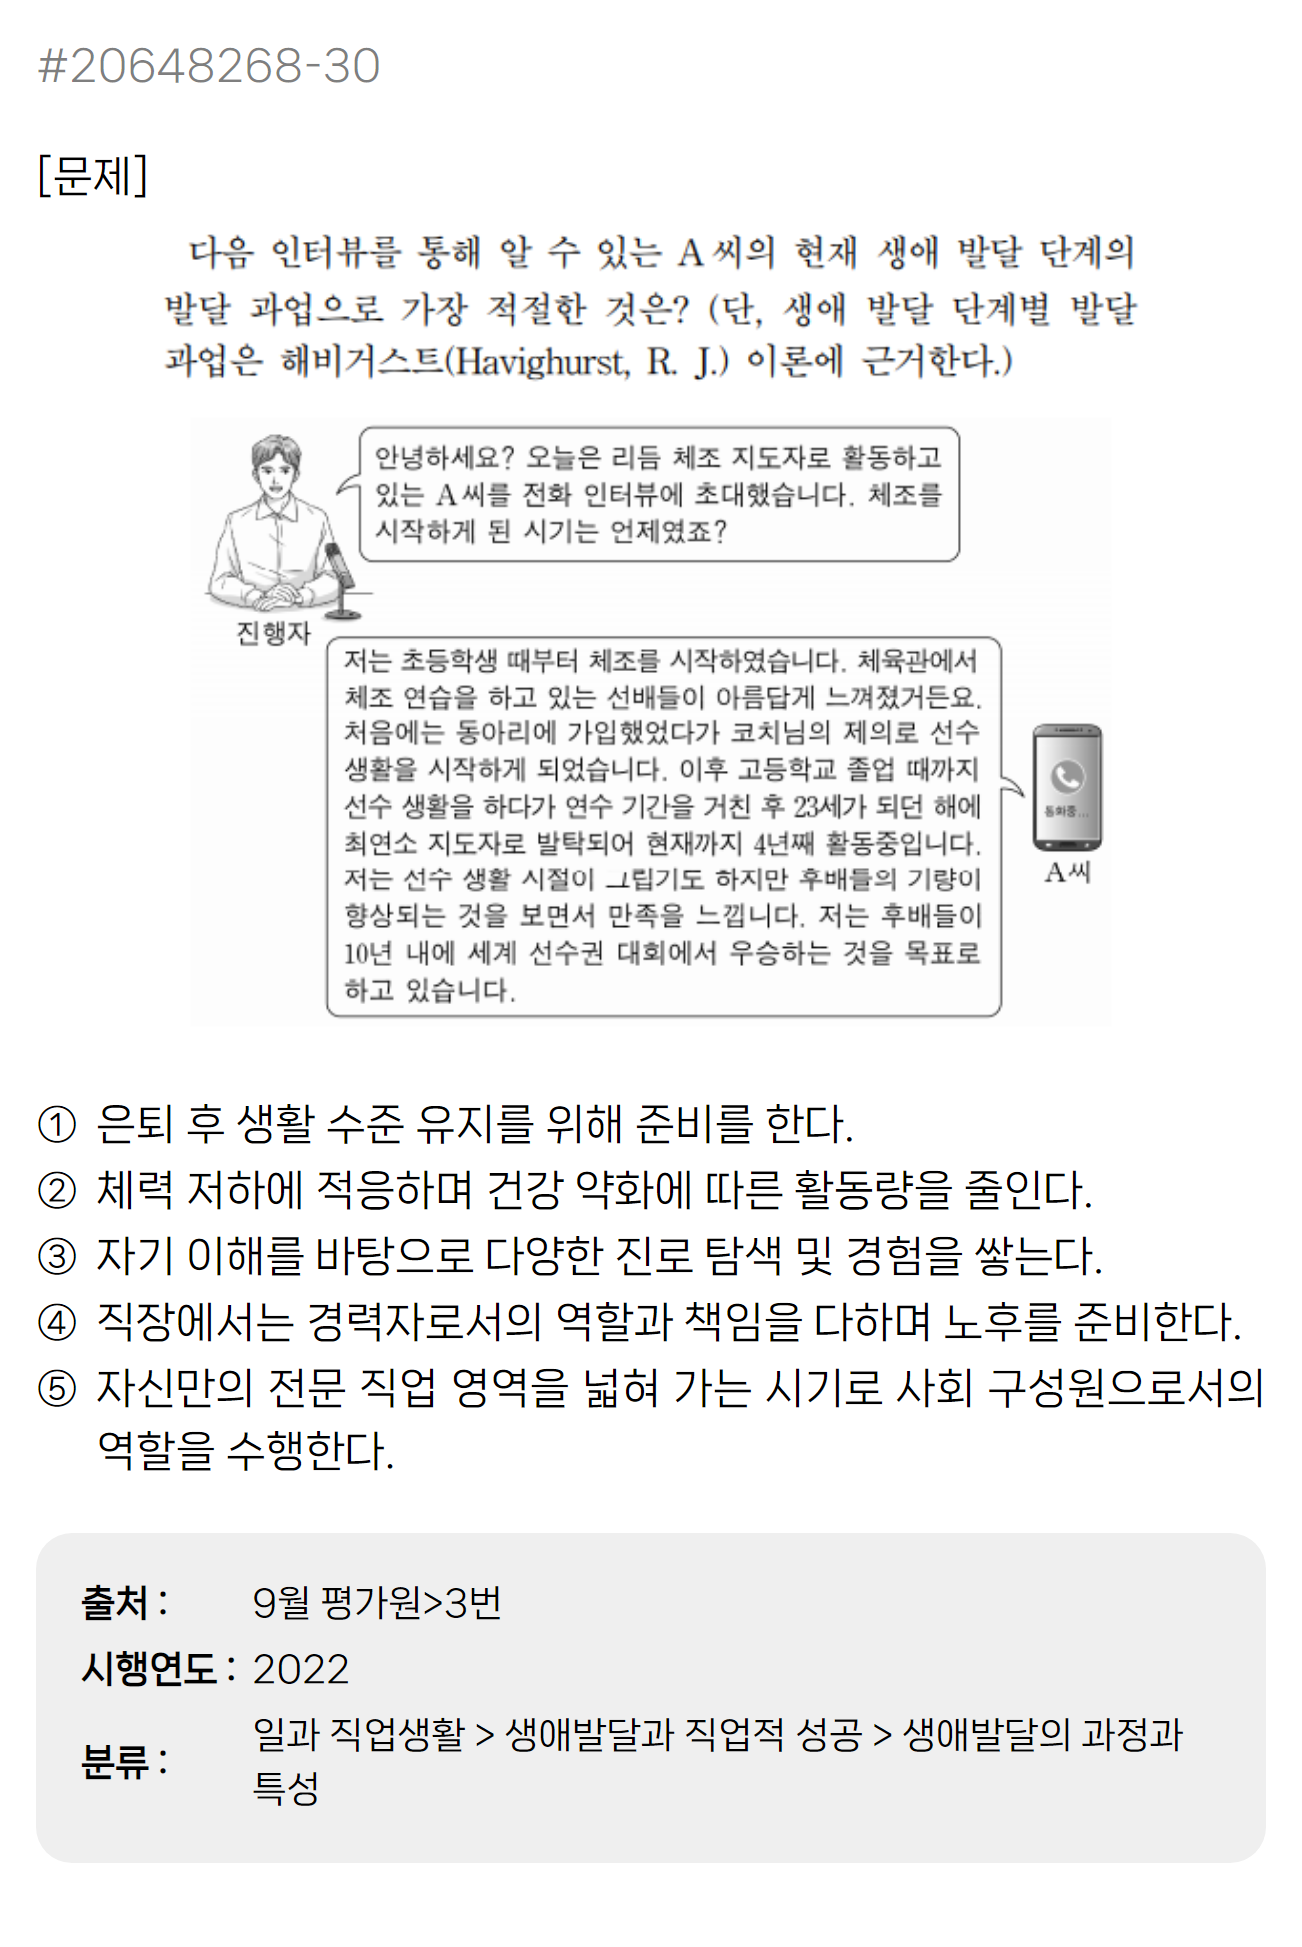 #20648268-30
[문제]
다음 인터뷰를 통해 알 수 있는 A씨의 현재 생애 발달 단계의
발달 과업으로 가장 적절한 것은? (단, 생애 발달 단계별 발달
과업은 해비거스트(Havighurst, R. J.) 이론에 근거한다.)
안녕하세요? 오늘은 리듬 체조 지도자로 활동하고
있는 A씨를 전화 인터뷰에 초대했습니다. 체조를
시작하게 된 시기는 언제였죠?
진행자
저는 초등학생 때부터 체조를 시작하였습니다. 체육관에서
체조 연습을 하고 있는 선배들이 아름답게 느껴졌거든요.
처음에는 동아리에 가입했었다가 코치님의 제의로 선수
생활을 시작하게 되었습니다. 이후 고등학교 졸업 때까지
선수 생활을 하다가 연수 기간을 거친 후 23세가 되던 해에
최연소 지도자로 발탁되어 현재까지 4년째 활동중입니다.
저는 선수 생활 시절이 그립기도 하지만 후배들의 기량이
향상되는 것을 보면서 만족을 느낍니다. 저는 후배들이
10년 내에 세계 선수권 대회에서 우승하는 것을 목표로
하고 있습니다.
통화중...
A씨
① 은퇴 후 생활 수준 유지를 위해 준비를 한다.
② 체력 저하에 적응하며 건강 약화에 따른 활동량을 줄인다.
③ 자기 이해를 바탕으로 다양한 진로 탐색 및 경험을 쌓는다.
④ 직장에서는 경력자로서의 역할과 책임을 다하며 노후를 준비한다.
⑤ 자신만의 전문 직업 영역을 넓혀 가는 시기로 사회 구성원으로서의
역할을 수행한다.
출처 : 9월 평가원>3번
시행연도 : 2022
분류 : 일과 직업생활 > 생애발달과 직업적 성공 > 생애발달의 과정과
특성